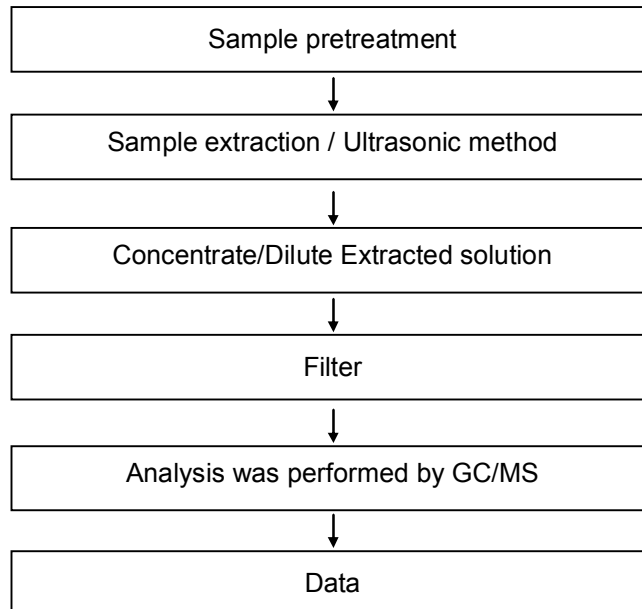 Sample pretreatment
Sample extraction / Ultrasonic method
Concentrate/Dilute Extracted solution
Filter
Analysis was performed by GC/MS
Data